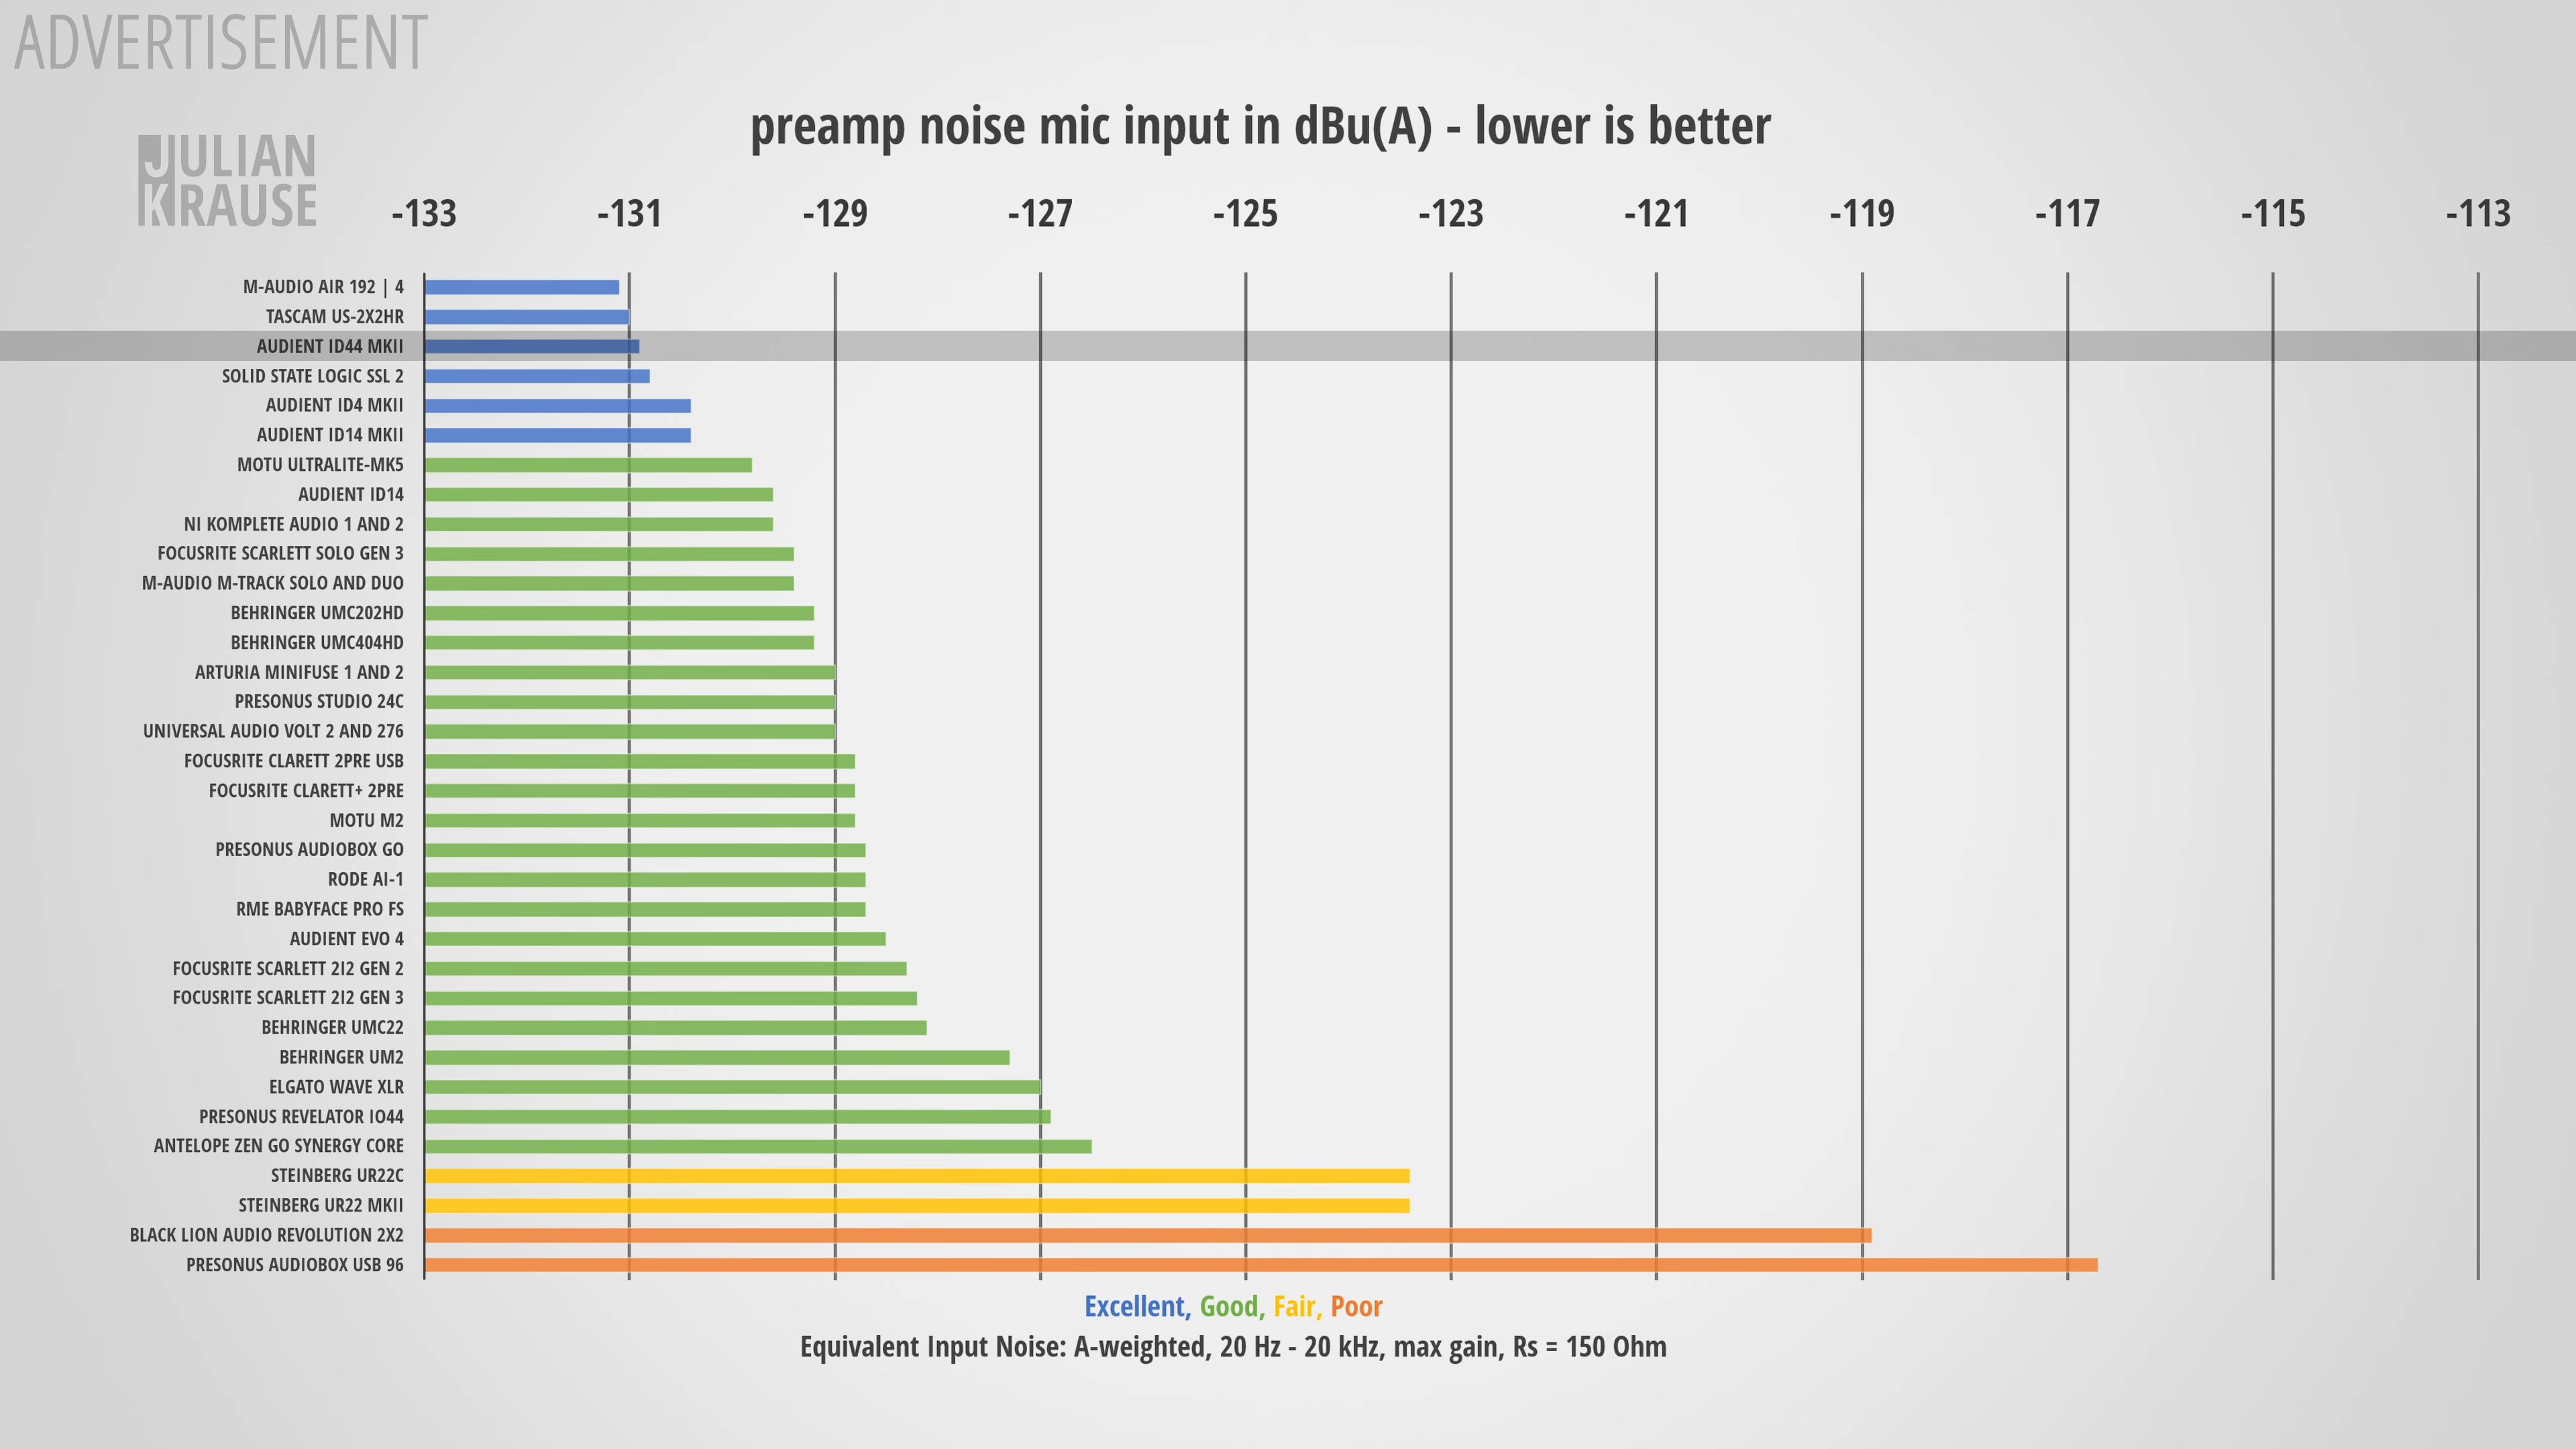 ADVERTISEMENT
JULIAN
KRAUSE
preamp noise mic input in dBu(A) - lower is better
-133 -131 -129 -127 -125 -123 -121 -119 -117 -115 -113
M-AUDIO AIR 192 | 4
TASCAM US-2X2HR
AUDIENT ID44 MKII
SOLID STATE LOGIC SSL 2
AUDIENT ID4 MKII
AUDIENT ID14 MKII
MOTU ULTRALITE-MK5
AUDIENT ID14
NI KOMPLETE AUDIO 1 AND 2
FOCUSRITE SCARLETT SOLO GEN 3
M-AUDIO M-TRACK SOLO AND DUO
BEHRINGER UMC202HD
BEHRINGER UMC404HD
ARTURIA MINIFUSE 1 AND 2
PRESONUS STUDIO 24C
UNIVERSAL AUDIO VOLT 2 AND 276
FOCUSRITE CLARETT 2PRE USB
FOCUSRITE CLARETT+ 2PRE
MOTU M2
PRESONUS AUDIOBOX GO
RODE AI-1
RME BABYFACE PRO FS
AUDIENT EVO 4
FOCUSRITE SCARLETT 2I2 GEN 2
FOCUSRITE SCARLETT 2I2 GEN 3
BEHRINGER UMC22
BEHRINGER UM2
ELGATO WAVE XLR
PRESONUS REVELATOR IO44
ANTELOPE ZEN GO SYNERGY CORE
STEINBERG UR22C
STEINBERG UR22 MKII
BLACK LION AUDIO REVOLUTION 2X2
PRESONUS AUDIOBOX USB 96
Excellent, Good, Fair, Poor
Equivalent Input Noise: A-weighted, 20 Hz - 20 kHz, max gain, Rs = 150 Ohm